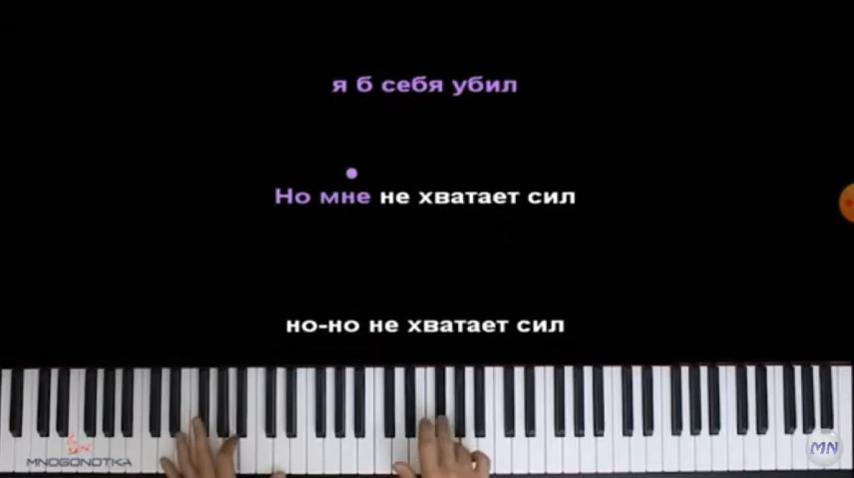 я б себя убил
Но мне не хватает сил
но-но не хватает сил
MNOGONOTKA
MN